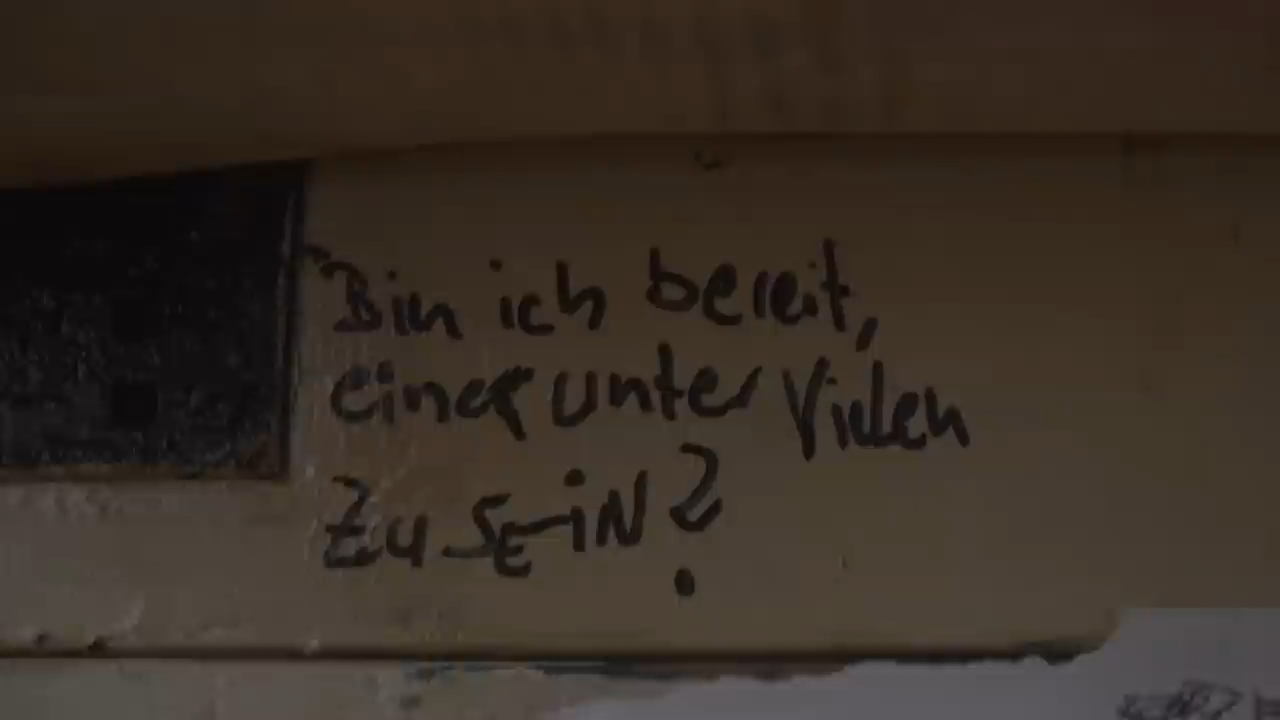 Bin ich bereit,
einer unter Vielen
zu SEiN?